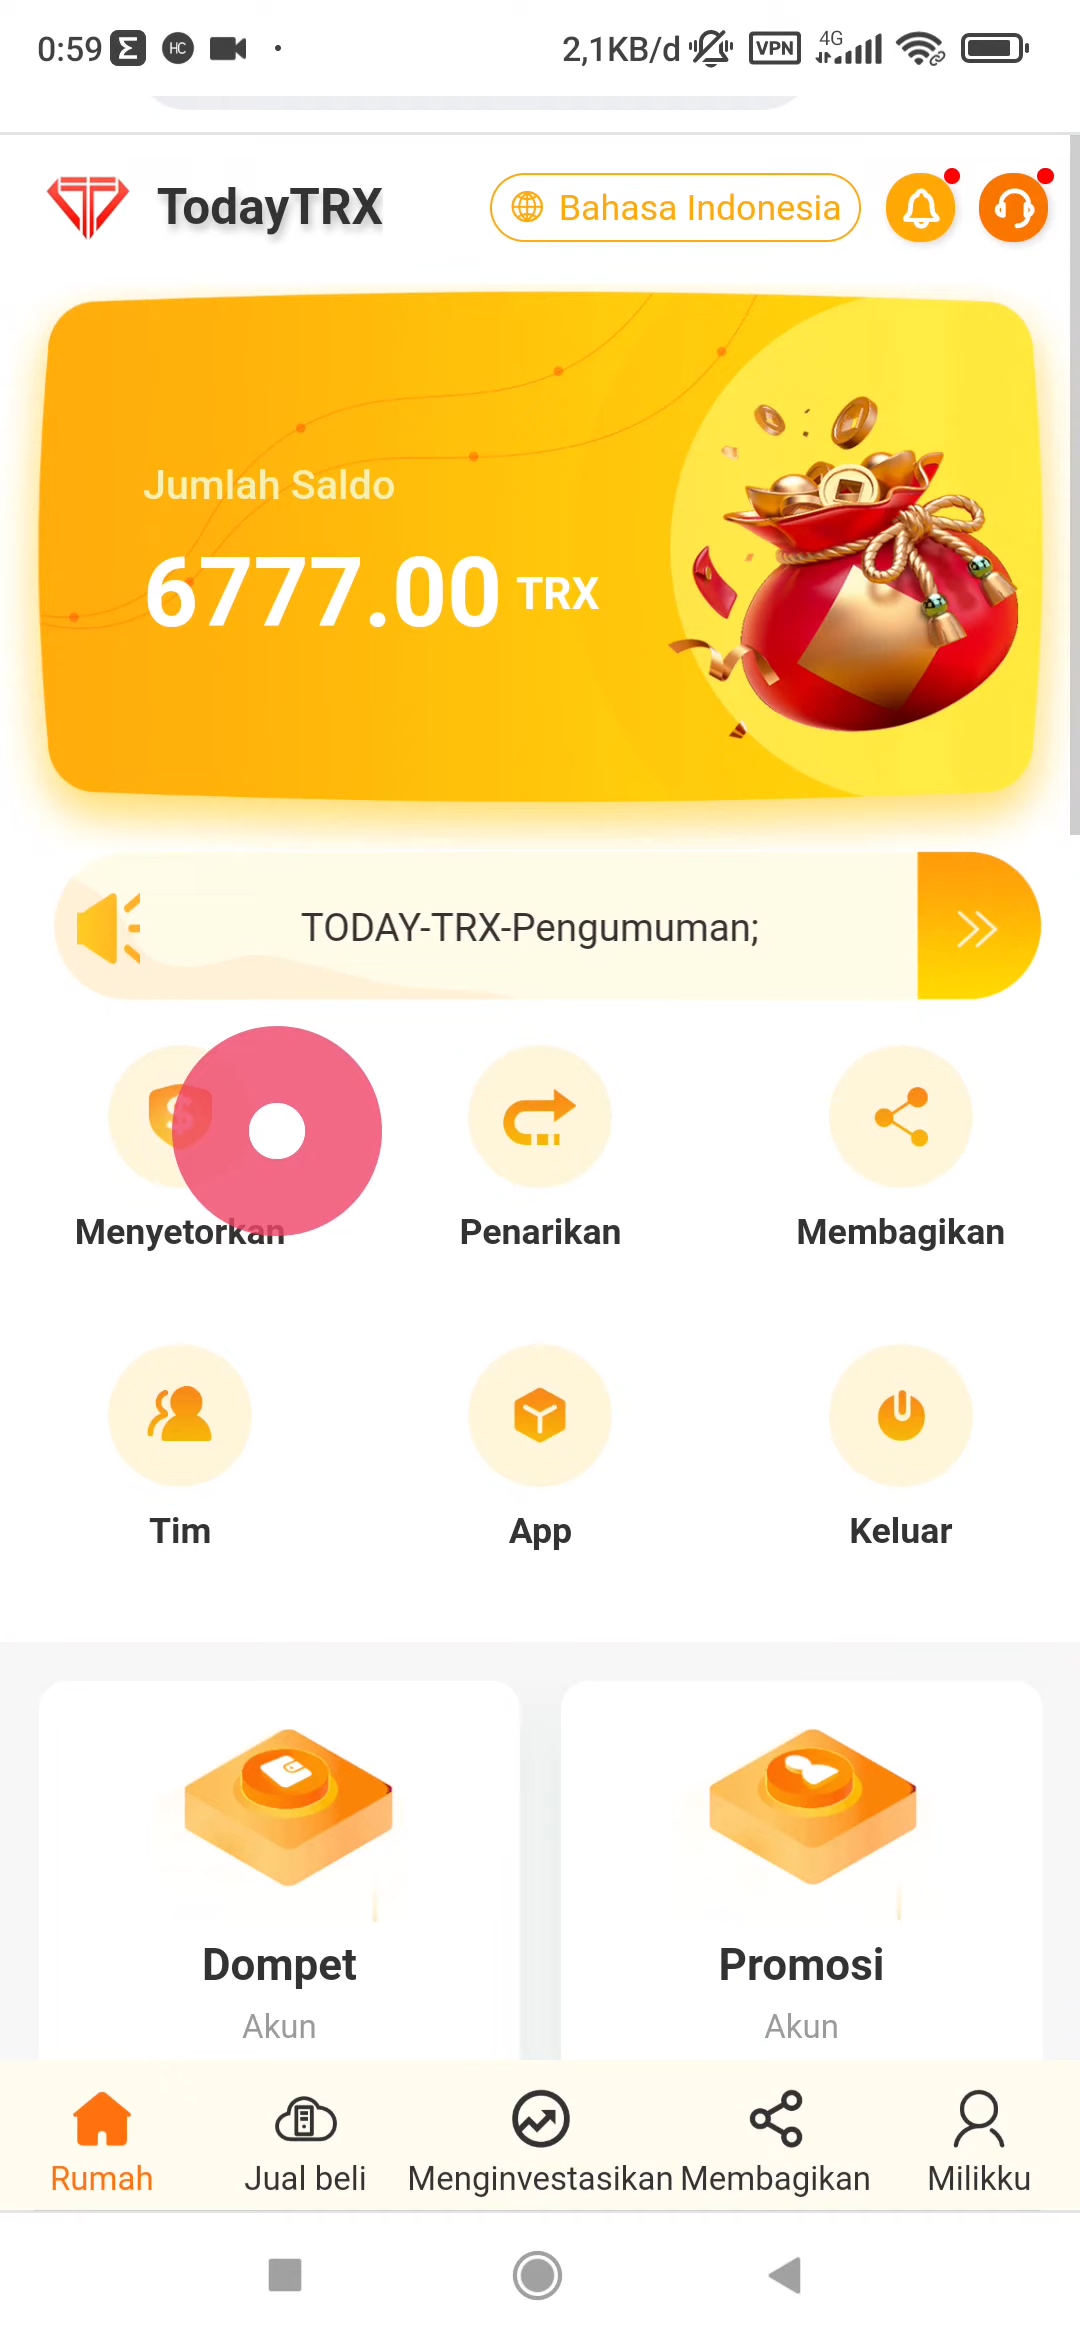 0:59 HC 2,1KB/d VPN 4G
TodayTRX Bahasa Indonesia
Jumlah Saldo
6777.00 TRX
TODAY-TRX-Pengumuman;
Menyetorkan Penarikan Membagikan
Tim App Keluar
Dompet Promosi
Akun Akun
Rumah Jual beli Menginvestasikan Membagikan Milikku